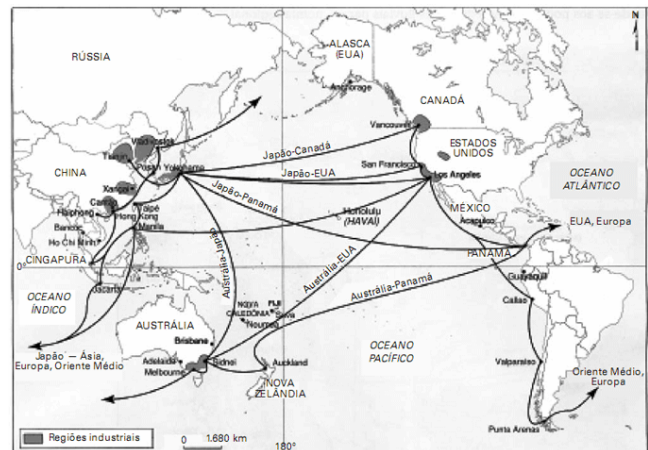 N
ALASCA
(EUA)
RÚSSIA
Anchorage
CANADÁ
Vancouver
Vladivostok
Japão-Canadá
ESTADOS
UNIDOS
Tianjin
Pusan
Yokohama
San Francisco
Japão-EUA
Los Angeles
OCEANO
ATLÂNTICO
CHINA
Xangai
Japão-Panamá
Cantão
Taipé
MÉXICO
Haiphong
Hong Kong
Honolulu
(HAVAÍ)
Acapulco
EUA, Europa
Bancoc
Manila
Ho Chi Minh
PANAMÁ
CINGAPURA
0°
0°
Austrália-Japão
Austrália-EUA
Guayaquil
Jacarta
Austrália-Panamá
OCEANO
ÍNDICO
Callao
NOVA
CALEDÔNIA
FIJI
Suva
AUSTRÁLIA
Noumea
Brisbane
OCEANO
PACÍFICO
Japão – Ásia,
Europa, Oriente Médio
Adelaide
Sidnei
Auckland
Valparaíso
Melbourne
Oriente Médio,
Europa
NOVA
ZELÂNDIA
Punta Arenas
Regiões industriais
0 1.680 km
180°